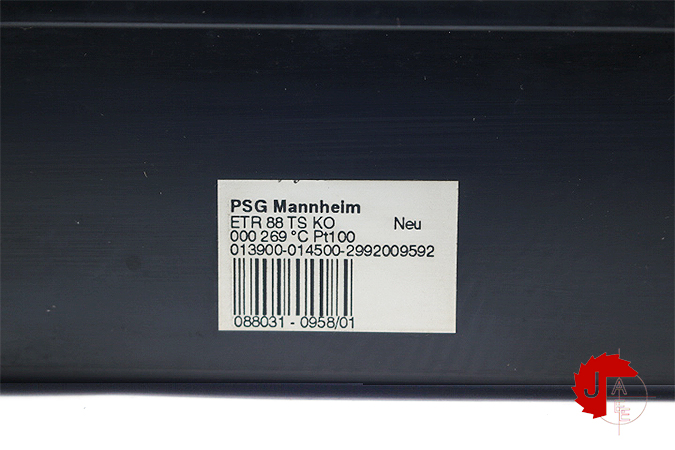 PSG Mannheim
ETR 88 TS KO Neu
000 269 °C Pt100
013900-014500-2992009592
088031 - 0958/01
J
A
E E